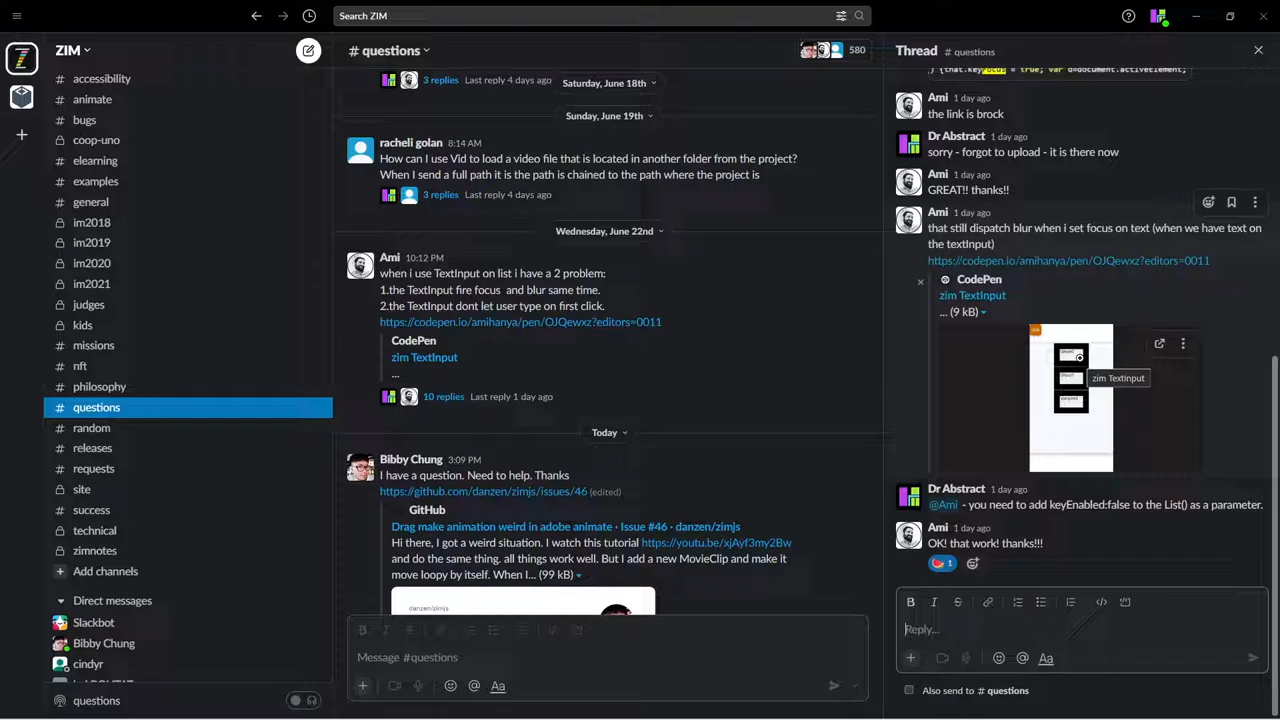 Search ZIM
ZIM
# accessibility
# animate
# bugs
coop-uno
# elearning
# examples
# general
im2018
im2019
im2020
im2021
judges
kids
# missions
# nft
# philosophy
# questions
# random
# releases
# requests
# site
# success
# technical
# zimnotes
Add channels
Direct messages
Slackbot
Bibby Chung
cindyr
questions
# questions
580
3 replies Last reply 4 days ago
Saturday, June 18th
Sunday, June 19th
racheli golan 8:14 AM
How can I use Vid to load a video file that is located in another folder from the project?
When I send a full path it is the path is chained to the path where the project is
3 replies Last reply 4 days ago
Wednesday, June 22nd
Ami 10:12 PM
when i use TextInput on list i have a 2 problem:
1.the TextInput fire focus and blur same time.
2.the TextInput dont let user type on first click.
https://codepen.io/amihanya/pen/OJQewxz?editors=0011
CodePen
zim TextInput
...
10 replies Last reply 1 day ago
Today
Bibby Chung 3:09 PM
I have a question. Need to help. Thanks
https://github.com/danzen/zimjs/issues/46 (edited)
GitHub
Drag make animation weird in adobe animate · Issue #46 · danzen/zimjs
Hi there, I got a weird situation. I watch this tutorial https://youtu.be/xjAyf3my2Bw
and do the same thing. all things work well. But I add a new MovieClip and make it
move loopy by itself. When I... (99 kB)
danzen/zimjs
Message #questions
Aa
Thread # questions
) {that.keyFocus = true; var d=document.activeElement;
Ami 1 day ago
the link is brock
Dr Abstract 1 day ago
sorry - forgot to upload - it is there now
Ami 1 day ago
GREAT!! thanks!!
Ami 1 day ago
that still dispatch blur when i set focus on text (when we have text on
the textInput)
https://codepen.io/amihanya/pen/OJQewxz?editors=0011
CodePen
zim TextInput
... (9 kB)
zim TextInput
Dr Abstract 1 day ago
@Ami - you need to add keyEnabled:false to the List() as a parameter.
Ami 1 day ago
OK! that work! thanks!!!
1
B I S
Reply...
Aa
Also send to # questions